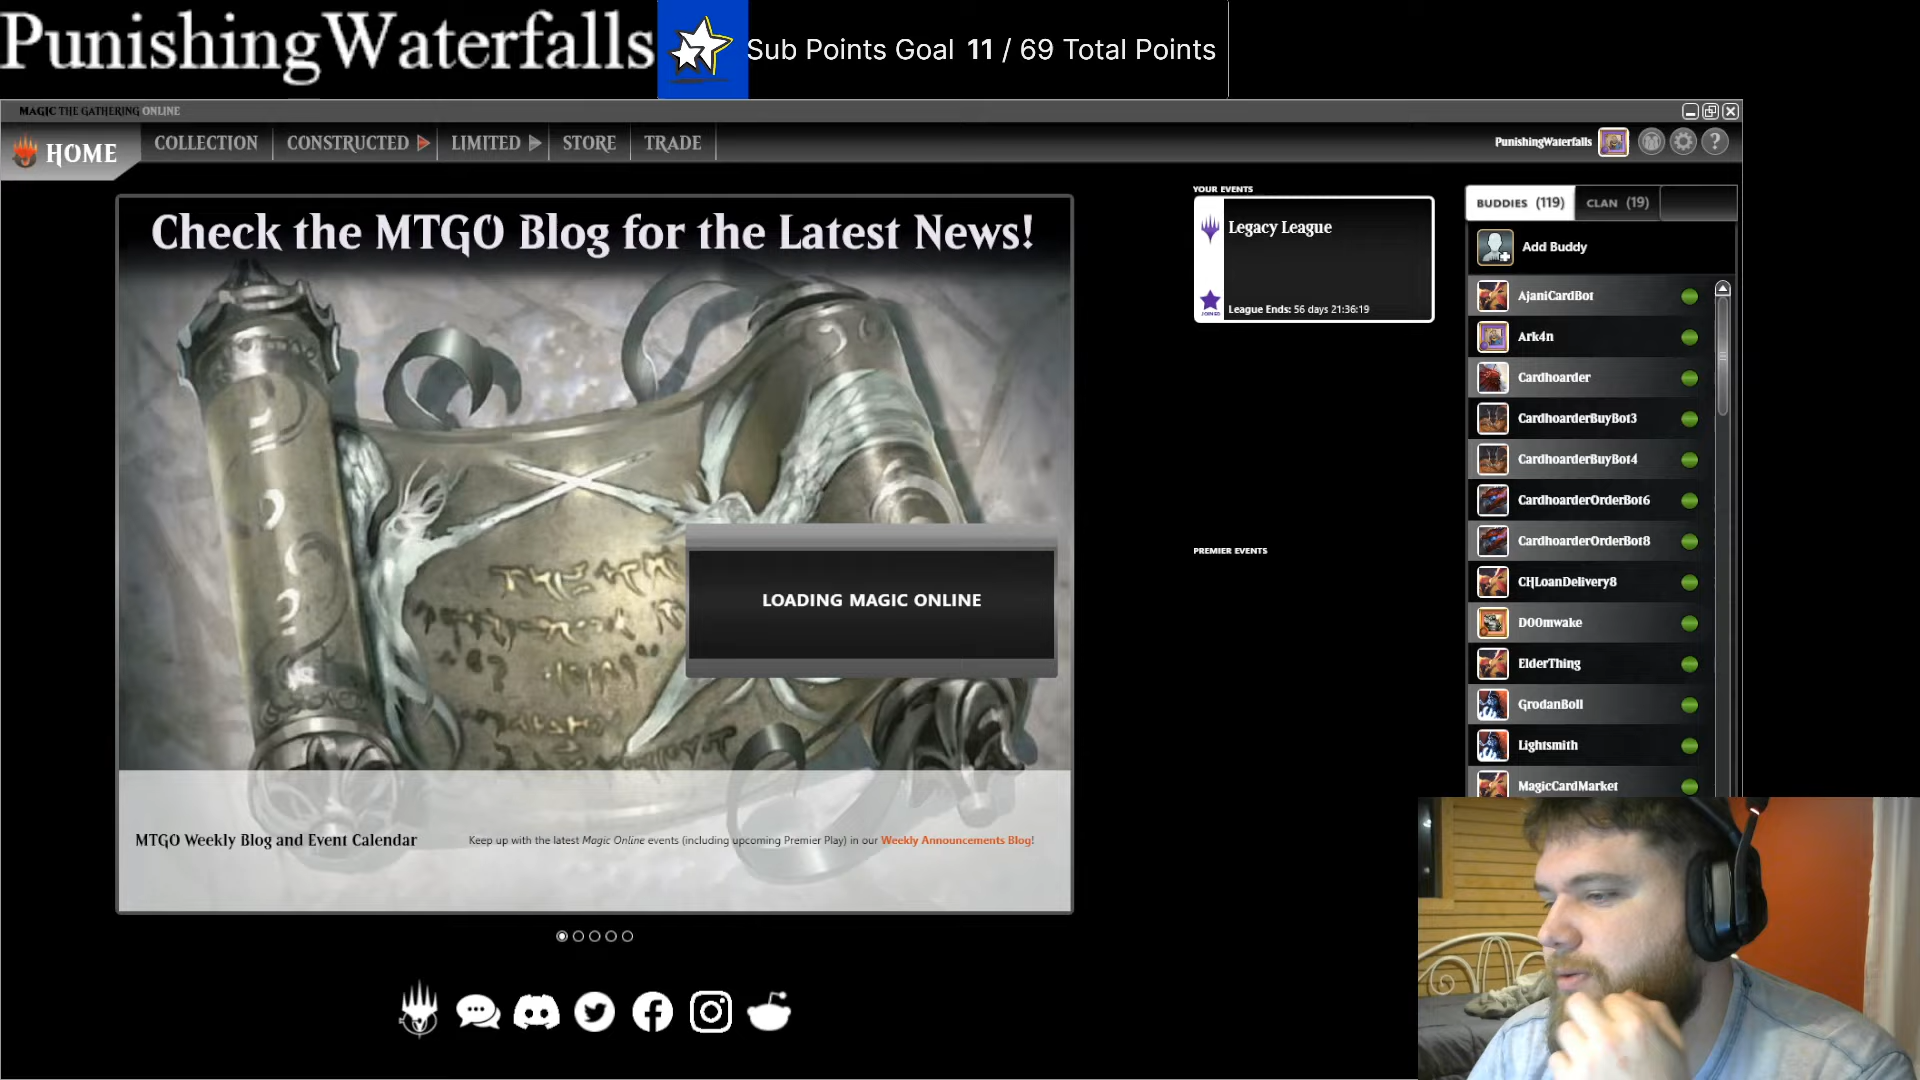 PunishingWaterfalls
Sub Points Goal 11 / 69 Total Points
MAGIC THE GATHERING ONLINE
HOME
COLLECTION
CONSTRUCTED
LIMITED
STORE
TRADE
PunishingWaterfalls
?
Check the MTGO Blog for the Latest News!
LOADING MAGIC ONLINE
MTGO Weekly Blog and Event Calendar
Keep up with the latest Magic Online events (including upcoming Premier Play) in our Weekly Announcements Blog!
YOUR EVENTS
Legacy League
JOINED
League Ends: 56 days 21:36:19
PREMIER EVENTS
BUDDIES (119)
CLAN (19)
Add Buddy
AjaniCardBot
Ark4n
Cardhoarder
CardhoarderBuyBot3
CardhoarderBuyBot4
CardhoarderOrderBot6
CardhoarderOrderBot8
CHLoanDelivery8
D00mwake
ElderThing
GrodanBoll
Lightsmith
MagicCardMarket